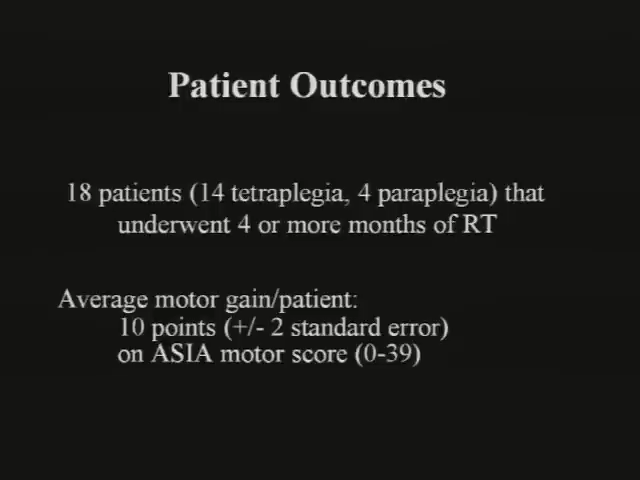 Patient Outcomes
18 patients (14 tetraplegia, 4 paraplegia) that
underwent 4 or more months of RT
Average motor gain/patient:
10 points (+/- 2 standard error)
on ASIA motor score (0-39)